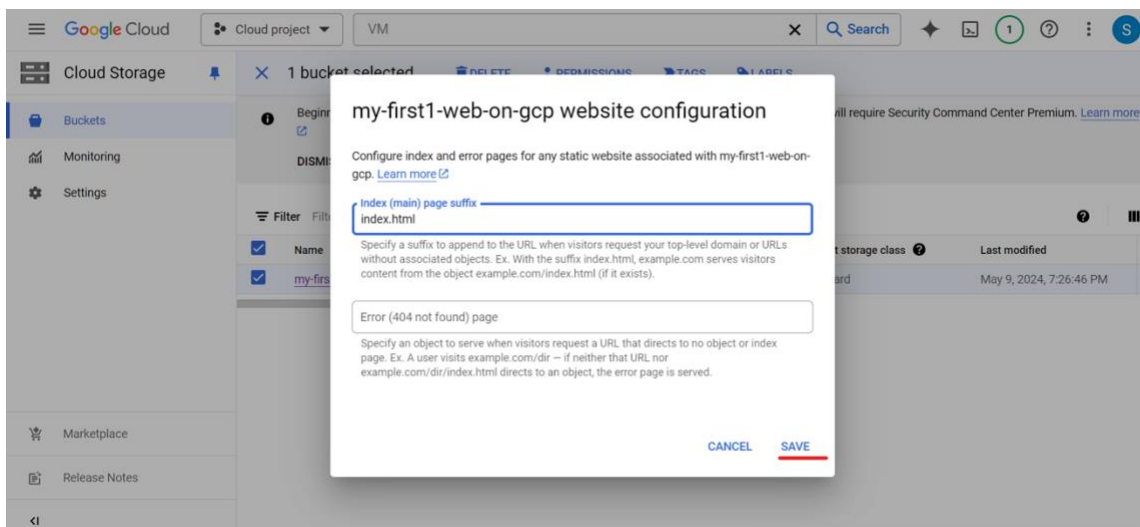 Google Cloud
Cloud project
VM
Search
1
S
Cloud Storage
1 bucket selected
DELETE
PERMISSIONS
TAGS
LABELS
Buckets
Monitoring
Settings
Marketplace
Release Notes
will require Security Command Center Premium. Learn more
DISMI
my-first1-web-on-gcp website configuration
Configure index and error pages for any static website associated with my-first1-web-on-
gcp. Learn more
Index (main) page suffix
index.html
Specify a suffix to append to the URL when visitors request your top-level domain or URLs
without associated objects. Ex. With the suffix index.html, example.com serves visitors
content from the object example.com/index.html (if it exists).
Error (404 not found) page
Specify an object to serve when visitors request a URL that directs to no object or index
page. Ex. A user visits example.com/dir — if neither that URL nor
example.com/dir/index.html directs to an object, the error page is served.
CANCEL
SAVE
Filter
Name
t storage class
Last modified
my-firs
ard
May 9, 2024, 7:26:46 PM